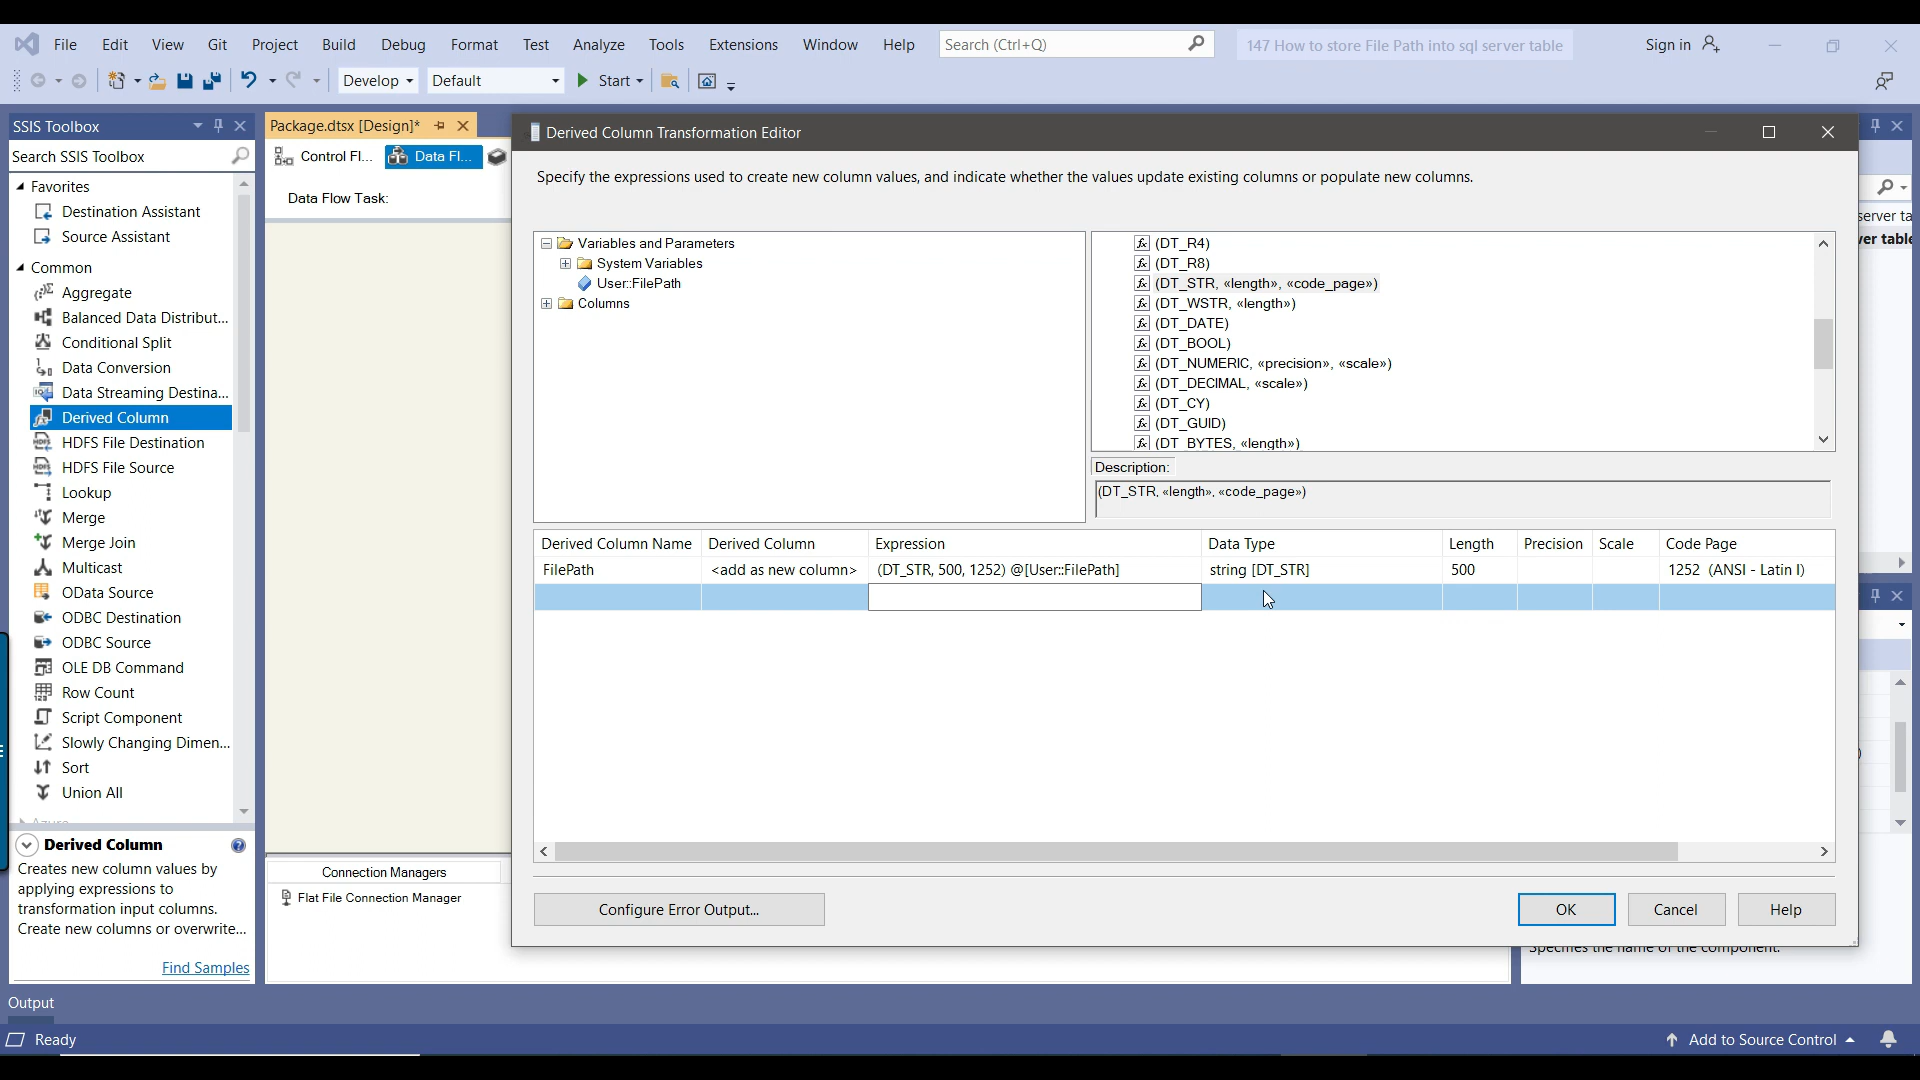 File Edit View Git Project Build Debug Format Test Analyze Tools Extensions Window Help Search (Ctrl+Q) 147 How to store File Path into sql server table Sign in
Develop Default Start
SSIS Toolbox
Search SSIS Toolbox
Favorites
Destination Assistant
Source Assistant
Common
Aggregate
Balanced Data Distribut...
Conditional Split
Data Conversion
Data Streaming Destina...
Derived Column
HDFS File Destination
HDFS File Source
Lookup
Merge
Merge Join
Multicast
OData Source
ODBC Destination
ODBC Source
OLE DB Command
Row Count
Script Component
Slowly Changing Dimen...
Sort
Union All
Derived Column
Creates new column values by
applying expressions to
transformation input columns.
Create new columns or overwrite...
Find Samples
Package.dtsx [Design]*
Control Fl... Data Fl...
Data Flow Task:
Connection Managers
Flat File Connection Manager
Derived Column Transformation Editor
Specify the expressions used to create new column values, and indicate whether the values update existing columns or populate new columns.
Variables and Parameters
System Variables
User::FilePath
Columns
(DT_R4)
(DT_R8)
(DT_STR, «length», «code_page»)
(DT_WSTR, «length»)
(DT_DATE)
(DT_BOOL)
(DT_NUMERIC, «precision», «scale»)
(DT_DECIMAL, «scale»)
(DT_CY)
(DT_GUID)
(DT_BYTES, «length»)
Description:
(DT_STR, «length», «code_page»)
Derived Column Name Derived Column Expression Data Type Length Precision Scale Code Page
FilePath <add as new column> (DT_STR, 500, 1252) @[User::FilePath] string [DT_STR] 500 1252 (ANSI - Latin I)
Configure Error Output... OK Cancel Help
server ta
ver table
Specifies the name of the component.
Output
Ready Add to Source Control